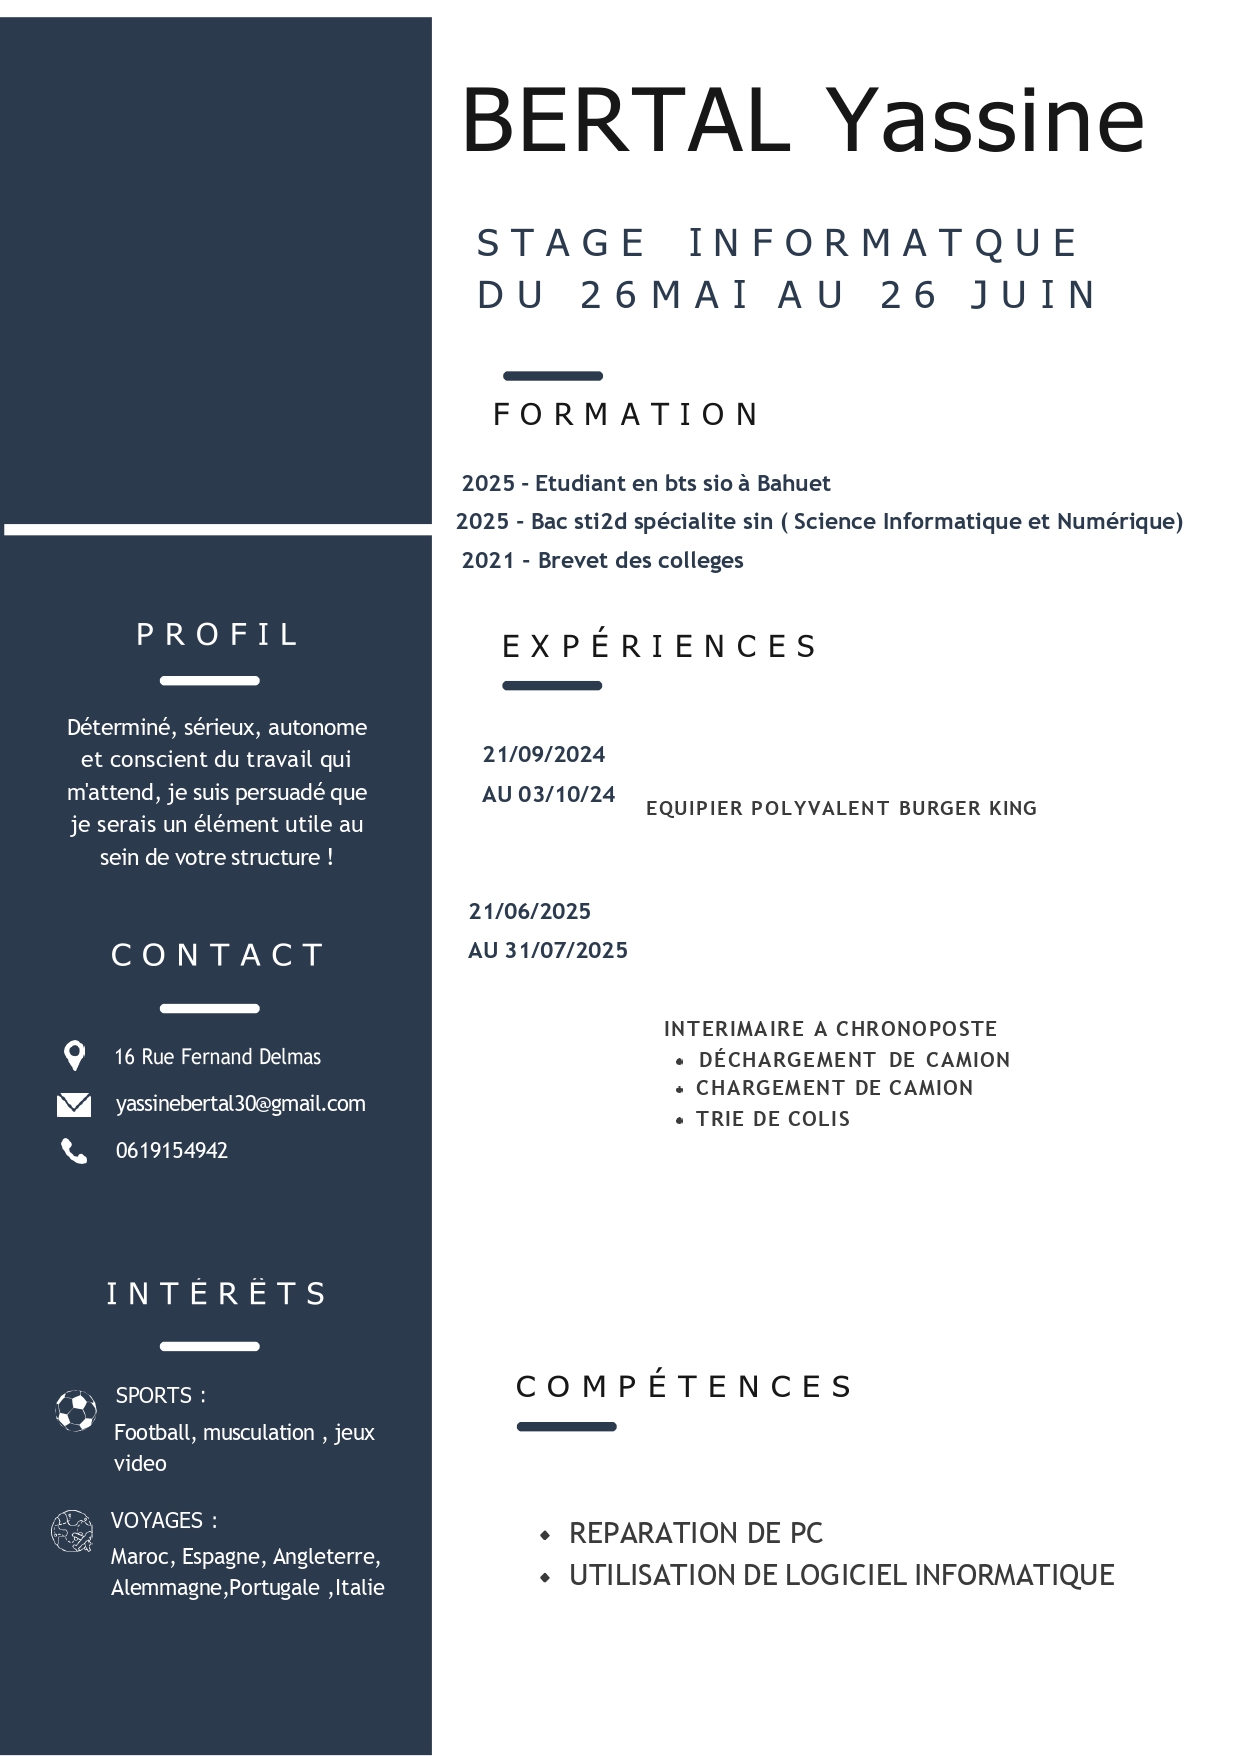 BERTAL Yassine
STAGE INFORMATQUE
DU 26MAI AU 26 JUIN
FORMATION
2025 - Etudiant en bts sio à Bahuet
2025 - Bac sti2d spécialite sin ( Science Informatique et Numérique)
2021 - Brevet des colleges
EXPÉRIENCES
21/09/2024
AU 03/10/24
EQUIPIER POLYVALENT BURGER KING
21/06/2025
AU 31/07/2025
INTERIMAIRE A CHRONOPOSTE
• DÉCHARGEMENT DE CAMION
• CHARGEMENT DE CAMION
• TRIE DE COLIS
COMPÉTENCES
• REPARATION DE PC
• UTILISATION DE LOGICIEL INFORMATIQUE
PROFIL
Déterminé, sérieux, autonome
et conscient du travail qui
m'attend, je suis persuadé que
je serais un élément utile au
sein de votre structure !
CONTACT
16 Rue Fernand Delmas
yassinebertal30@gmail.com
0619154942
INTÉRÊTS
SPORTS :
Football, musculation , jeux
video
VOYAGES :
Maroc, Espagne, Angleterre,
Alemmagne,Portugale ,Italie